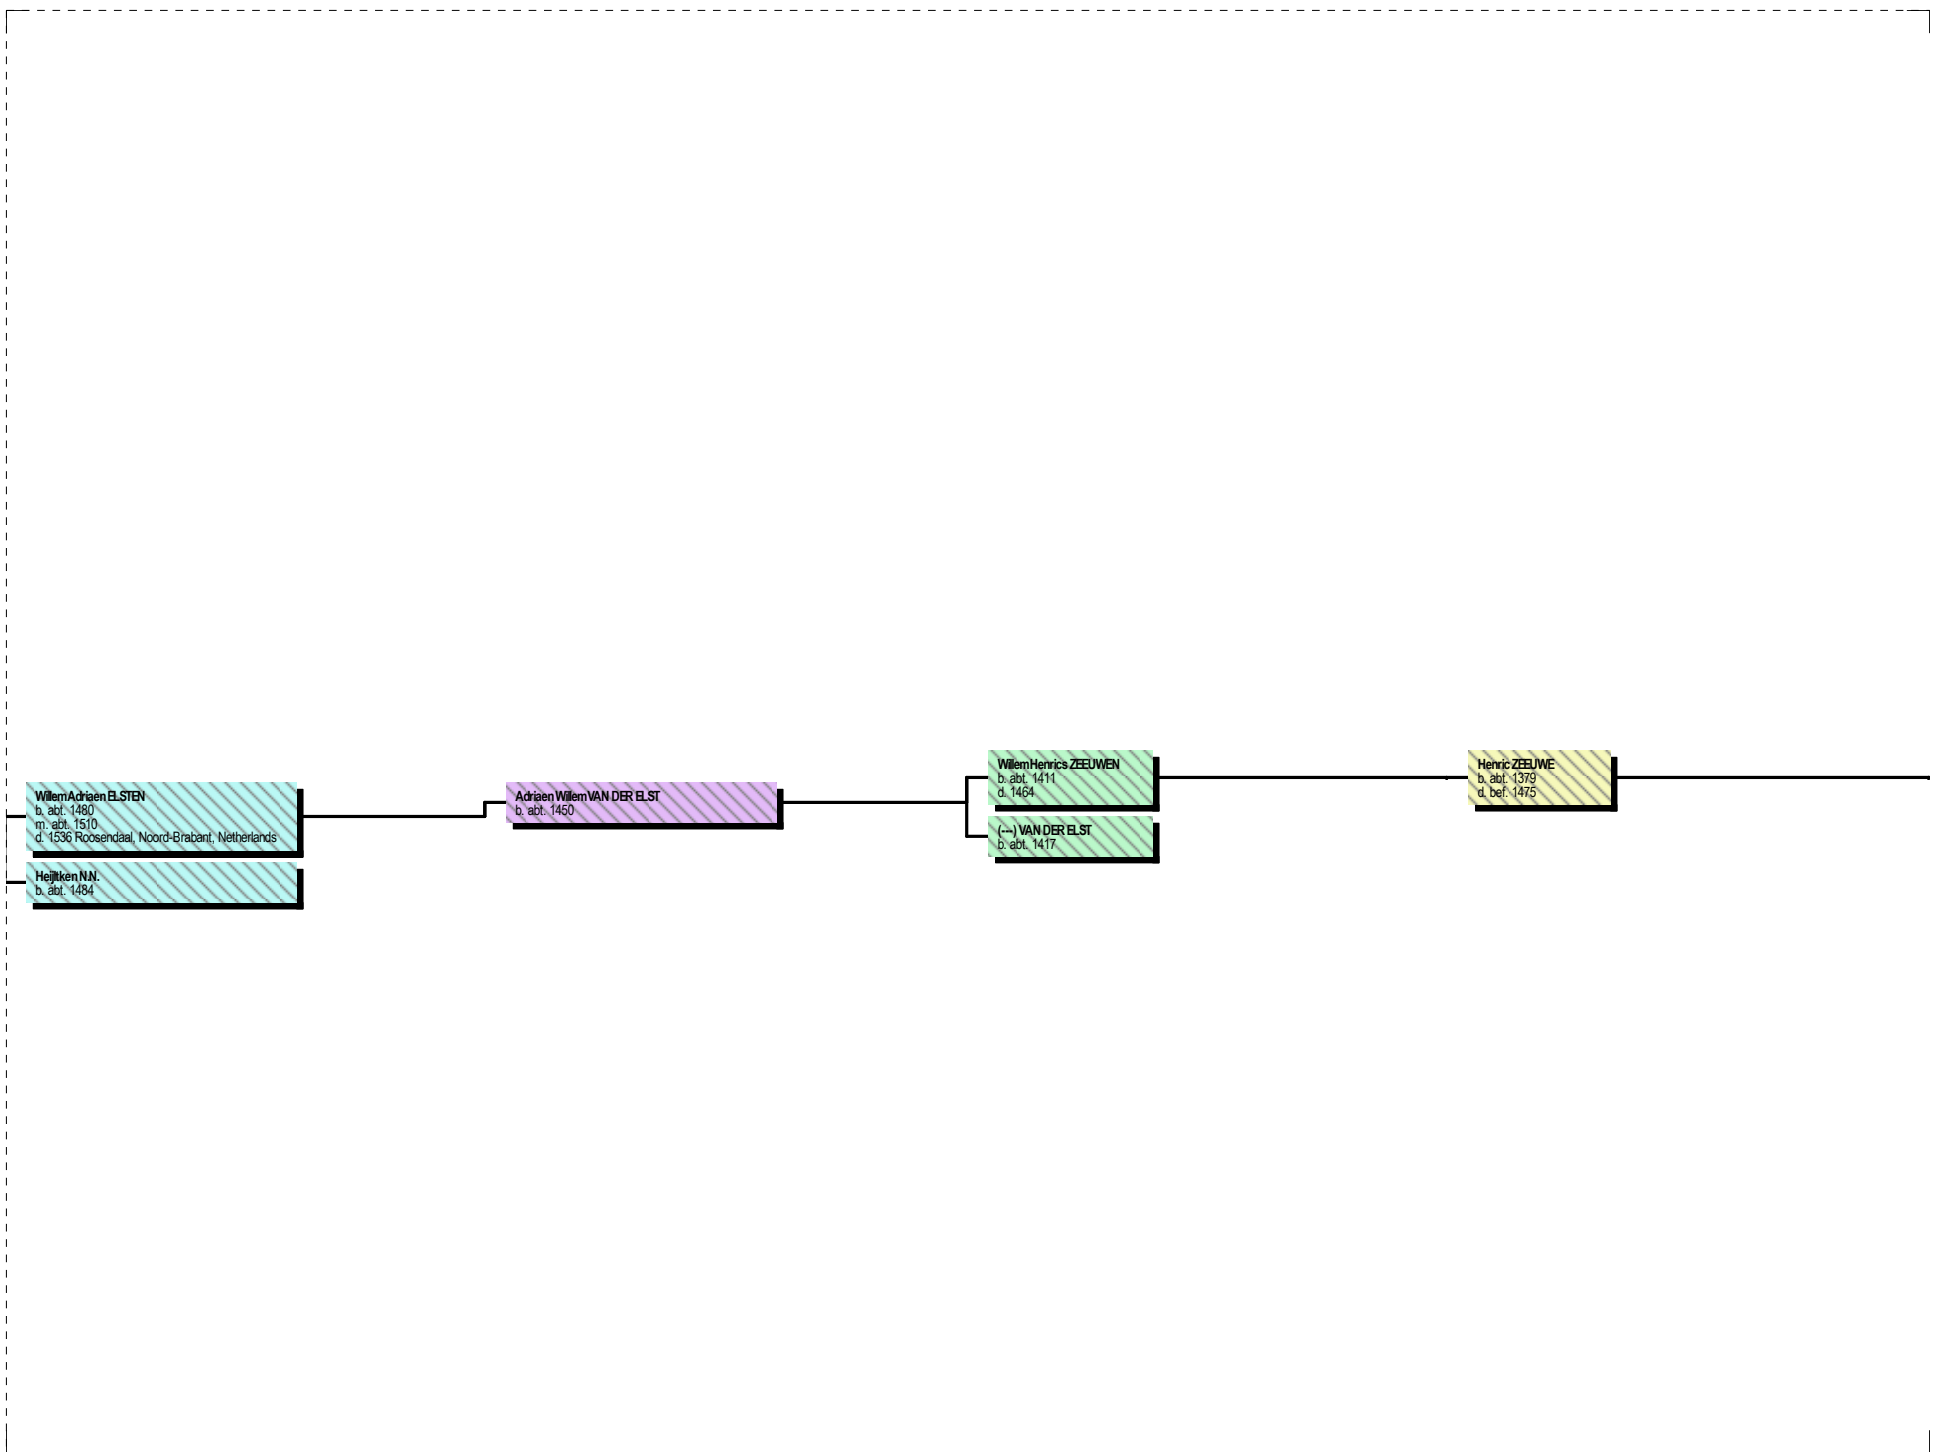 Willem Adriaen ELSTEN
b. abt. 1480
m. abt. 1510
d. 1536 Roosendaal, Noord-Brabant, Netherlands
Heijltken N.N.
b. abt. 1484
Adriaen Willem VAN DER ELST
b. abt. 1450
Willem Henrics ZEEUWEN
b. abt. 1411
d. 1464
(---) VAN DER ELST
b. abt. 1417
Henric ZEEUWE
b. abt. 1379
d. bef. 1475